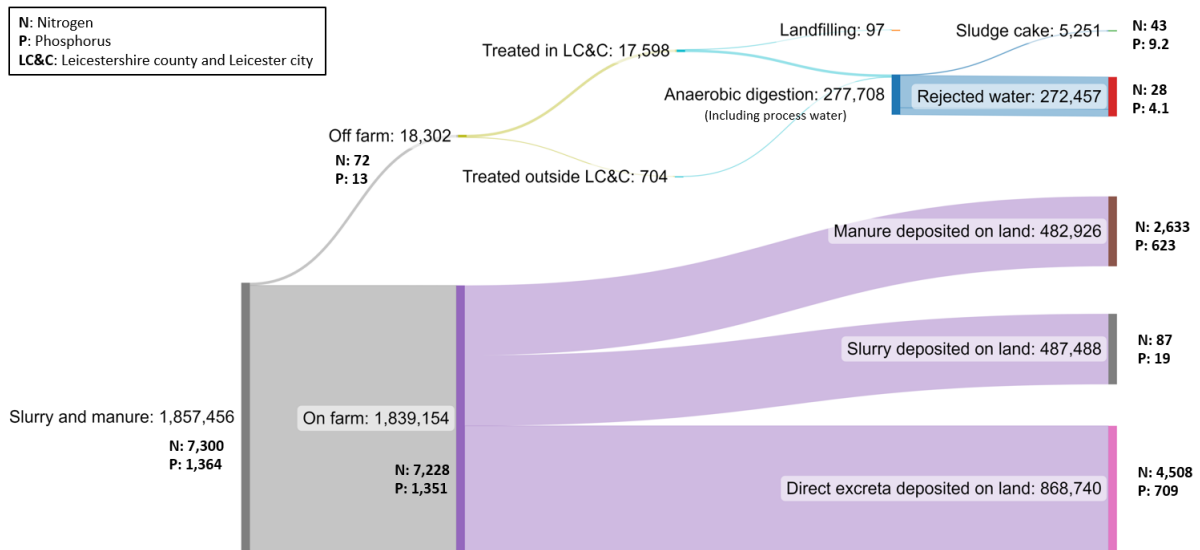 N: Nitrogen
P: Phosphorus
LC&C: Leicestershire county and Leicester city
Landfilling: 97
Sludge cake: 5,251
N: 43
P: 9.2
Treated in LC&C: 17,598
Anaerobic digestion: 277,708
(Including process water)
Rejected water: 272,457
N: 28
P: 4.1
Off farm: 18,302
N: 72
P: 13
Treated outside LC&C: 704
Manure deposited on land: 482,926
N: 2,633
P: 623
Slurry deposited on land: 487,488
N: 87
P: 19
Slurry and manure: 1,857,456
N: 7,300
P: 1,364
On farm: 1,839,154
N: 7,228
P: 1,351
Direct excreta deposited on land: 868,740
N: 4,508
P: 709